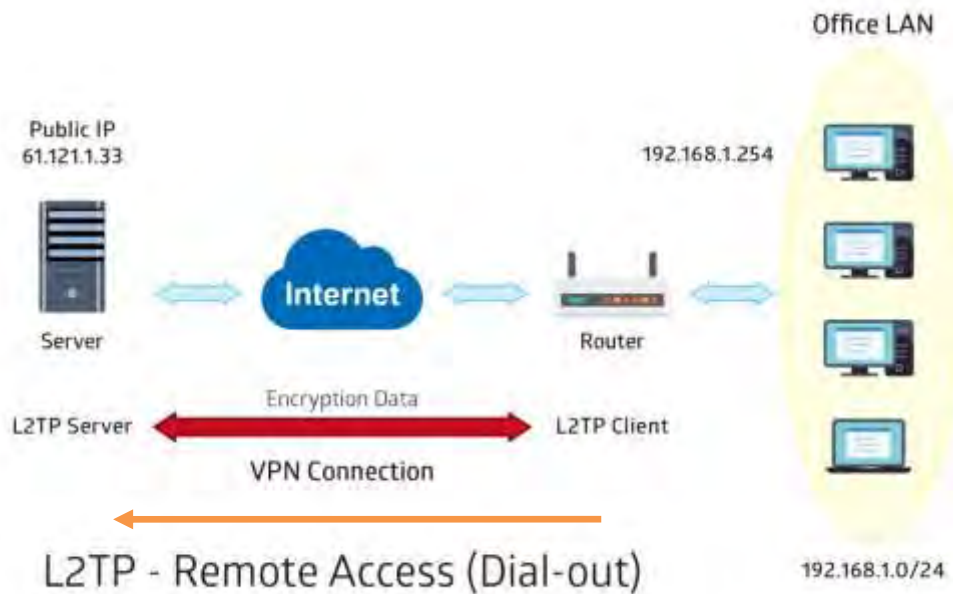 Office LAN
Public IP
61.121.1.33
192.168.1.254
Internet
Server
Router
Encryption Data
L2TP Server
L2TP Client
VPN Connection
L2TP - Remote Access (Dial-out)
192.168.1.0/24